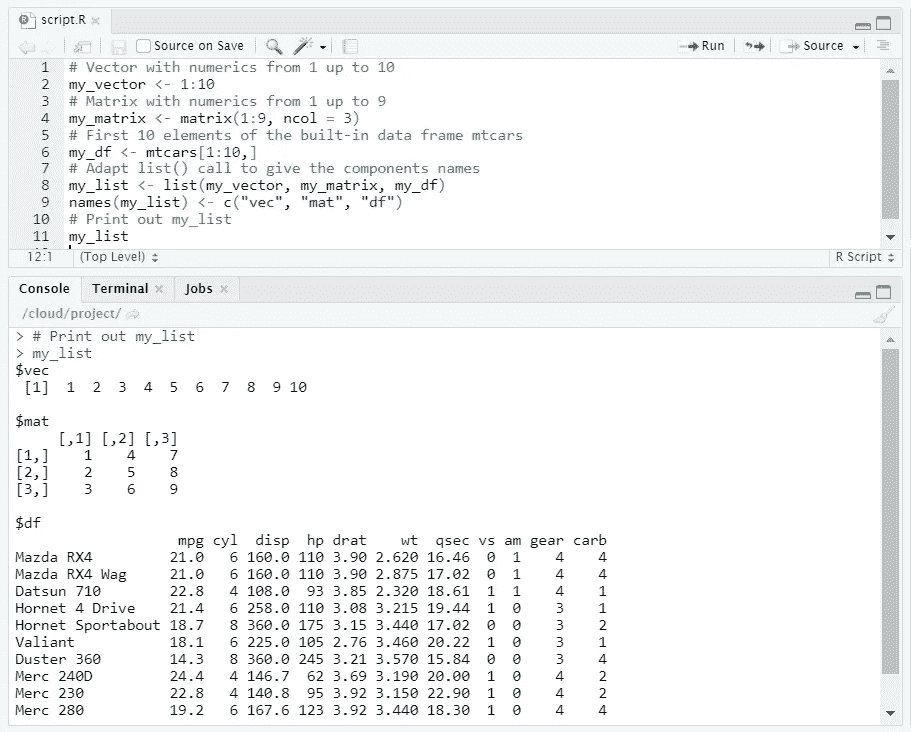 script.R
Source on Save
Run
Source
1 # Vector with numerics from 1 up to 10
2 my_vector <- 1:10
3 # Matrix with numerics from 1 up to 9
4 my_matrix <- matrix(1:9, ncol = 3)
5 # First 10 elements of the built-in data frame mtcars
6 my_df <- mtcars[1:10,]
7 # Adapt list() call to give the components names
8 my_list <- list(my_vector, my_matrix, my_df)
9 names(my_list) <- c("vec", "mat", "df")
10 # Print out my_list
11 my_list
12:1 (Top Level) R Script
Console Terminal Jobs
/cloud/project/
> # Print out my_list
> my_list
$vec
 [1]  1  2  3  4  5  6  7  8  9 10
$mat
     [,1] [,2] [,3]
[1,]    1    4    7
[2,]    2    5    8
[3,]    3    6    9
$df
                   mpg cyl  disp  hp drat    wt  qsec vs am gear carb
Mazda RX4         21.0   6 160.0 110 3.90 2.620 16.46  0  1    4    4
Mazda RX4 Wag     21.0   6 160.0 110 3.90 2.875 17.02  0  1    4    4
Datsun 710        22.8   4 108.0  93 3.85 2.320 18.61  1  1    4    1
Hornet 4 Drive    21.4   6 258.0 110 3.08 3.215 19.44  1  0    3    1
Hornet Sportabout 18.7   8 360.0 175 3.15 3.440 17.02  0  0    3    2
Valiant           18.1   6 225.0 105 2.76 3.460 20.22  1  0    3    1
Duster 360        14.3   8 360.0 245 3.21 3.570 15.84  0  0    3    4
Merc 240D         24.4   4 146.7  62 3.69 3.190 20.00  1  0    4    2
Merc 230          22.8   4 140.8  95 3.92 3.150 22.90  1  0    4    2
Merc 280          19.2   6 167.6 123 3.92 3.440 18.30  1  0    4    4